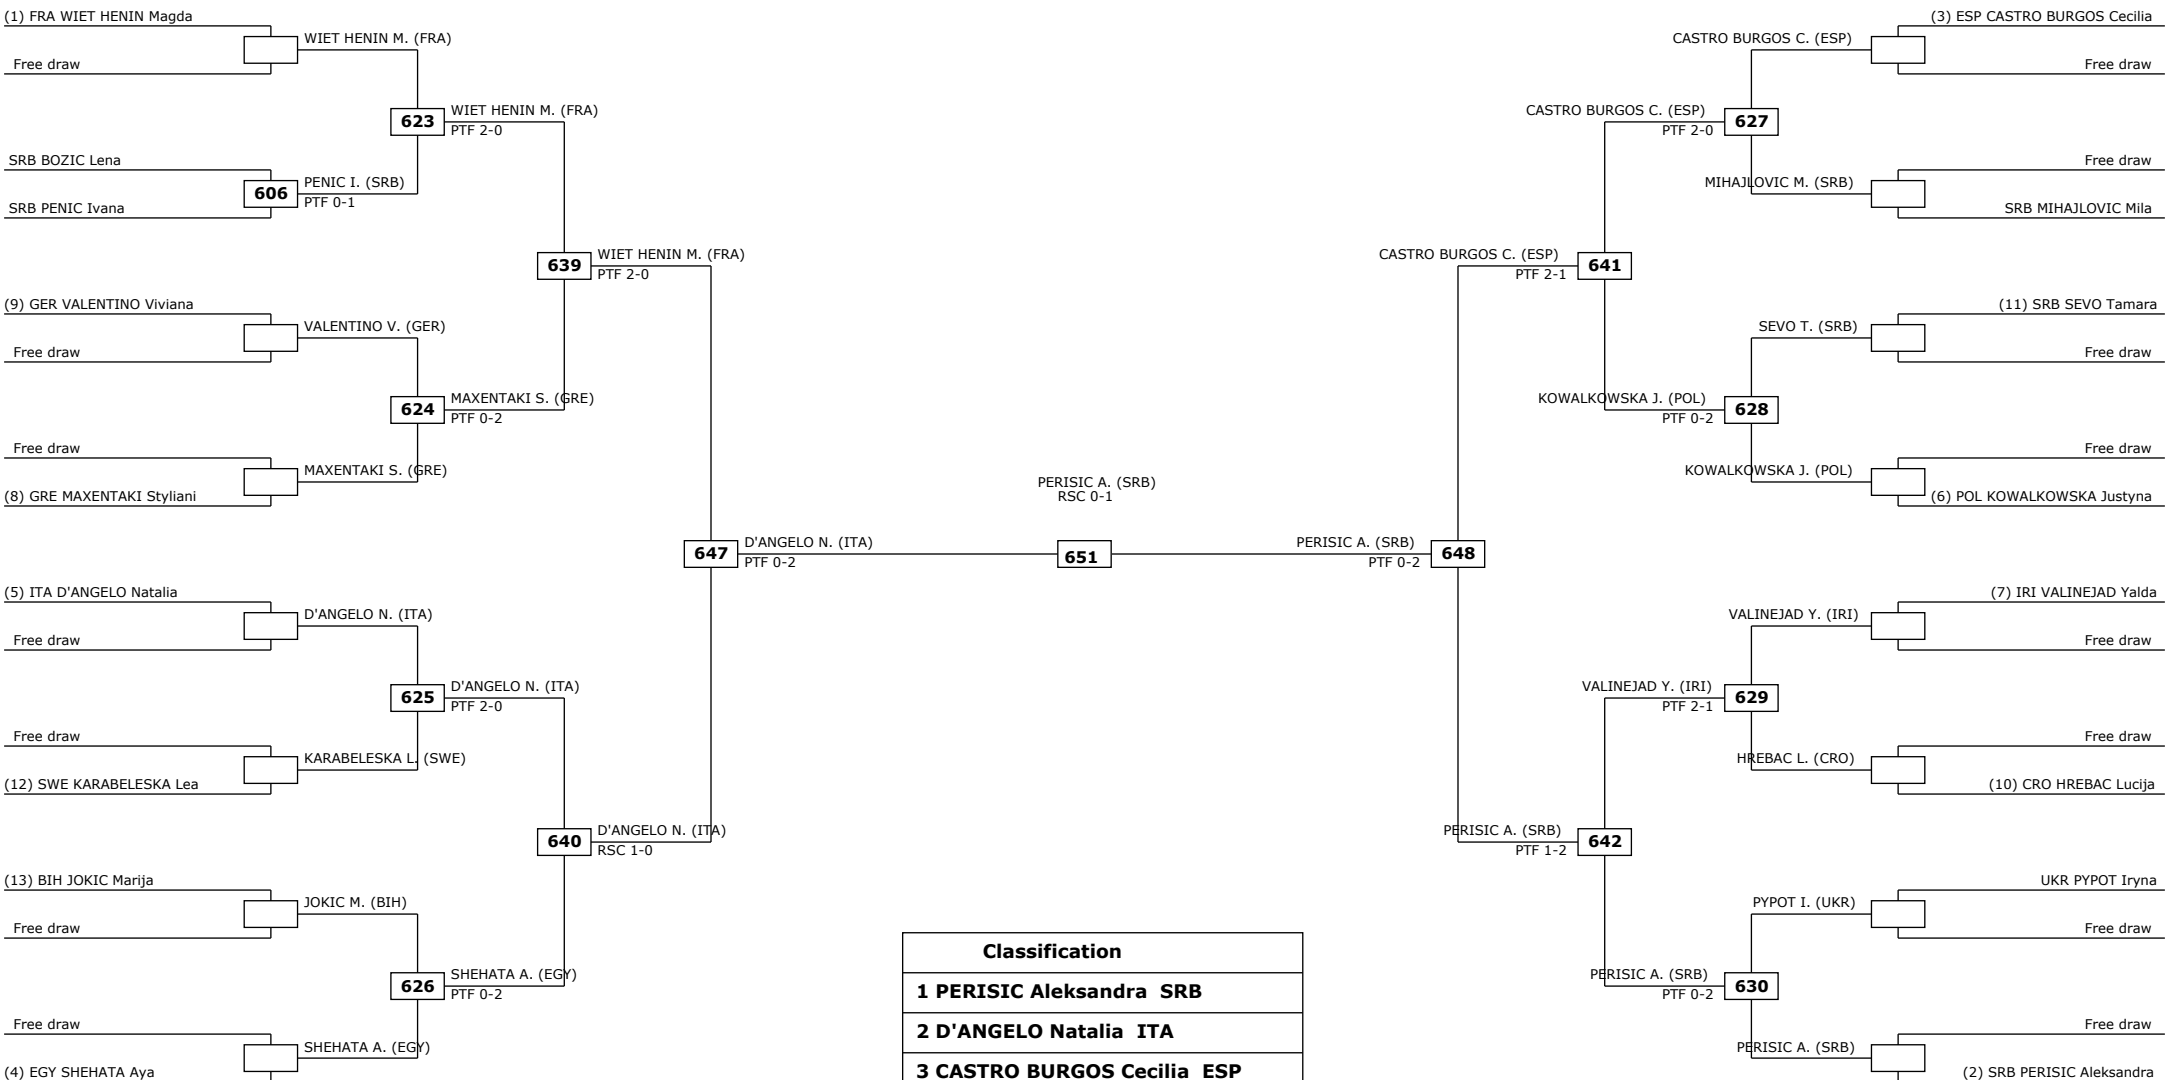 (1) FRA WIET HENIN Magda
WIET HENIN M. (FRA)
Free draw
WIET HENIN M. (FRA)
623
PTF 2-0
SRB BOZIC Lena
PENIC I. (SRB)
606
PTF 0-1
SRB PENIC Ivana
WIET HENIN M. (FRA)
639
PTF 2-0
(9) GER VALENTINO Viviana
VALENTINO V. (GER)
Free draw
MAXENTAKI S. (GRE)
624
PTF 0-2
Free draw
MAXENTAKI S. (GRE)
(8) GRE MAXENTAKI Styliani
D'ANGELO N. (ITA)
647
PTF 0-2
(5) ITA D'ANGELO Natalia
D'ANGELO N. (ITA)
Free draw
D'ANGELO N. (ITA)
625
PTF 2-0
Free draw
KARABELESKA L. (SWE)
(12) SWE KARABELESKA Lea
D'ANGELO N. (ITA)
640
RSC 1-0
(13) BIH JOKIC Marija
JOKIC M. (BIH)
Free draw
SHEHATA A. (EGY)
626
PTF 0-2
Free draw
SHEHATA A. (EGY)
(4) EGY SHEHATA Aya
PERISIC A. (SRB)
RSC 0-1
651
Classification
1 PERISIC Aleksandra SRB
2 D'ANGELO Natalia ITA
3 CASTRO BURGOS Cecilia ESP
(3) ESP CASTRO BURGOS Cecilia
CASTRO BURGOS C. (ESP)
Free draw
CASTRO BURGOS C. (ESP)
627
PTF 2-0
Free draw
MIHAJLOVIC M. (SRB)
SRB MIHAJLOVIC Mila
CASTRO BURGOS C. (ESP)
641
PTF 2-1
(11) SRB SEVO Tamara
SEVO T. (SRB)
Free draw
KOWALKOWSKA J. (POL)
628
PTF 0-2
Free draw
KOWALKOWSKA J. (POL)
(6) POL KOWALKOWSKA Justyna
PERISIC A. (SRB)
648
PTF 0-2
(7) IRI VALINEJAD Yalda
VALINEJAD Y. (IRI)
Free draw
VALINEJAD Y. (IRI)
629
PTF 2-1
Free draw
HREBAC L. (CRO)
(10) CRO HREBAC Lucija
PERISIC A. (SRB)
642
PTF 1-2
UKR PYPOT Iryna
PYPOT I. (UKR)
Free draw
PERISIC A. (SRB)
630
PTF 0-2
Free draw
PERISIC A. (SRB)
(2) SRB PERISIC Aleksandra